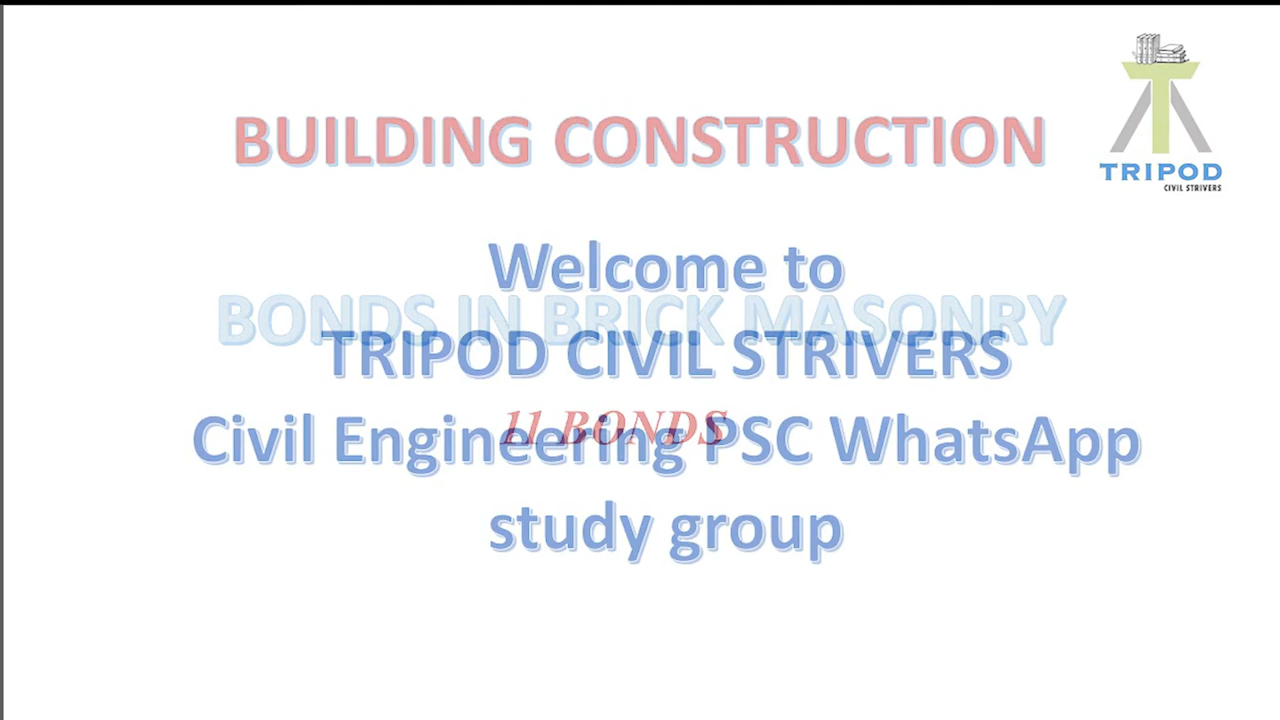 BUILDING CONSTRUCTION
TRIPOD
CIVIL STRIVERS
Welcome to
BONDS IN BRICK MASONRY
TRIPOD CIVIL STRIVERS
11 BONDS
Civil Engineering PSC WhatsApp
study group